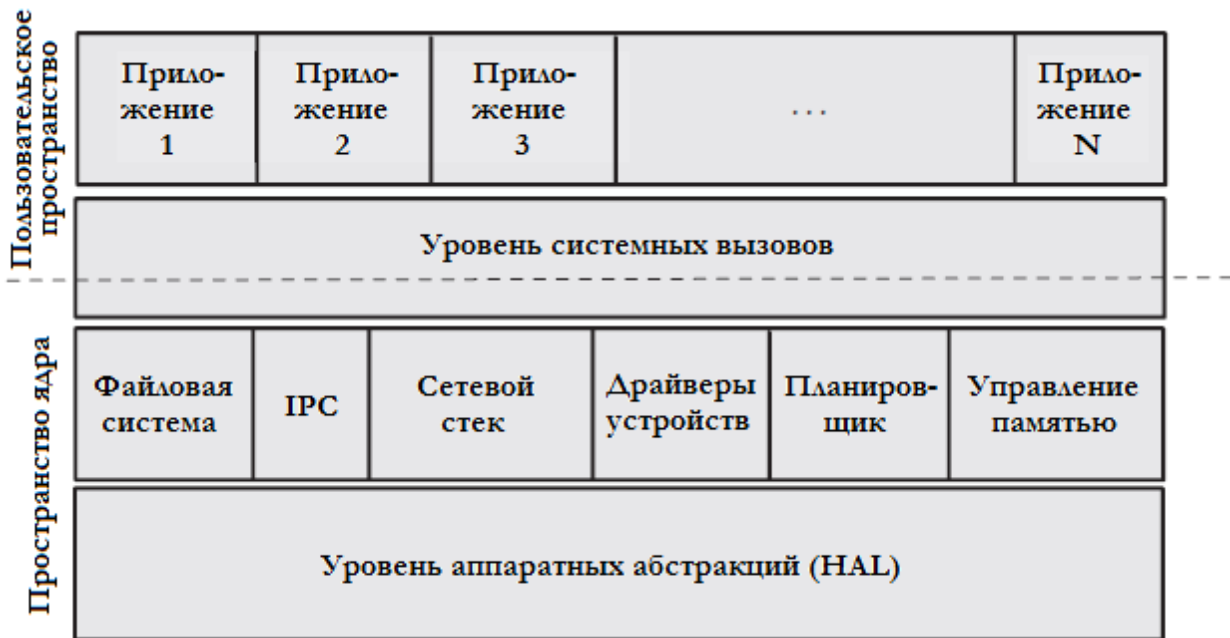 Пользовательское
пространство
Прило-
жение
1
Прило-
жение
2
Прило-
жение
3
...
Прило-
жение
N
Уровень системных вызовов
Пространство ядра
Файловая
система
IPC
Сетевой
стек
Драйверы
устройств
Планиров-
щик
Управление
памятью
Уровень аппаратных абстракций (HAL)